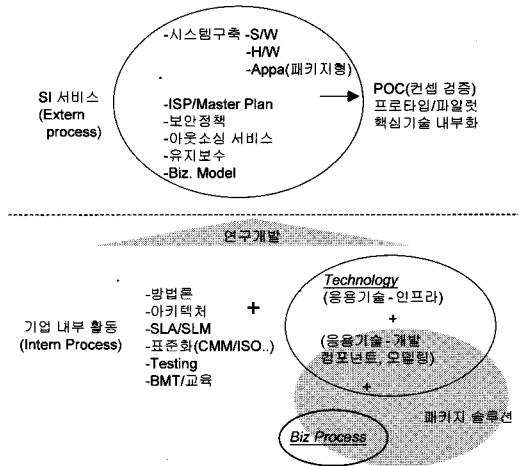 -시스템구축 -S/W
-H/W
-Appa(패키지형)
SI 서비스
(Extern
process)
-ISP/Master Plan
-보안정책
-아웃소싱 서비스
-유지보수
-Biz. Model
POC(컨셉 검증)
프로타입/파일럿
핵심기술 내부화
연구개발
기업 내부 활동
(Intern Process)
-방법론
-아키텍처
-SLA/SLM
-표준화(CMM/ISO..)
-Testing
-BMT/교육
+
Technology
(응용기술-인프라)
+
(응용기술-개발
컴포넌트, 모델링)
+
패키지 솔루션
Biz Process